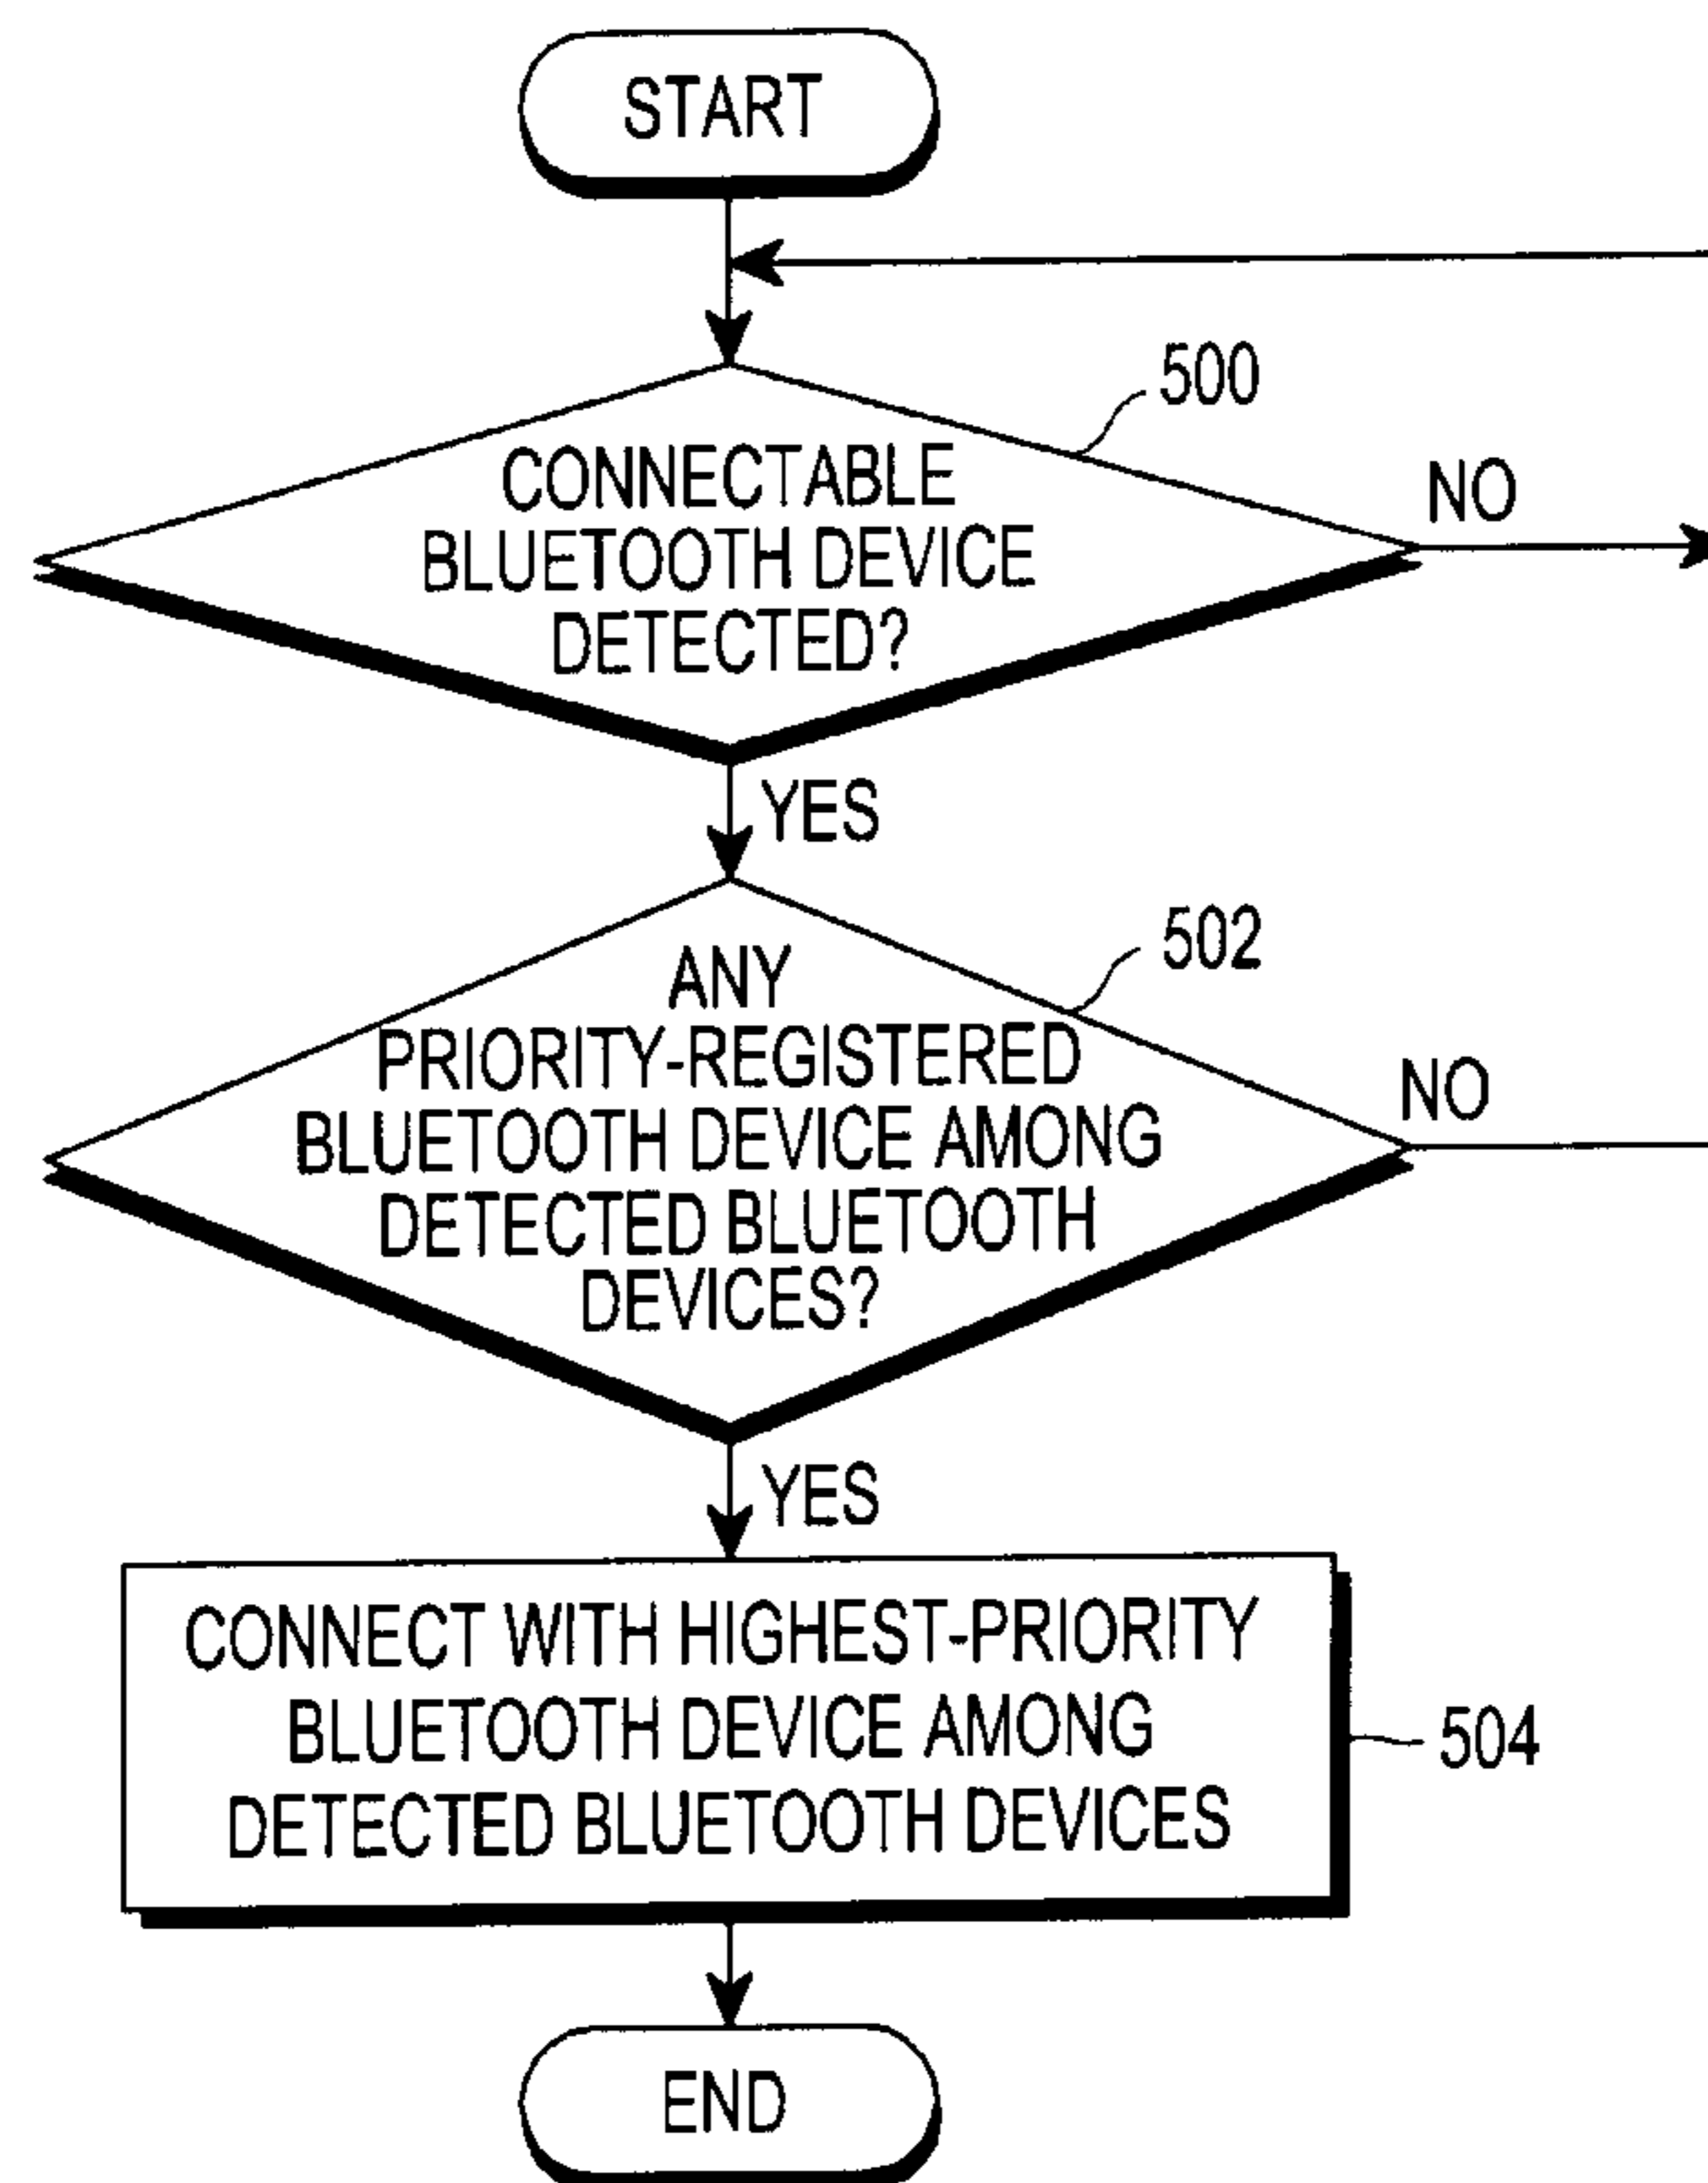 START
500
CONNECTABLE
BLUETOOTH DEVICE
DETECTED?
NO
YES
502
ANY
PRIORITY-REGISTERED
BLUETOOTH DEVICE AMONG
DETECTED BLUETOOTH
DEVICES?
NO
YES
CONNECT WITH HIGHEST-PRIORITY
BLUETOOTH DEVICE AMONG
DETECTED BLUETOOTH DEVICES
504
END